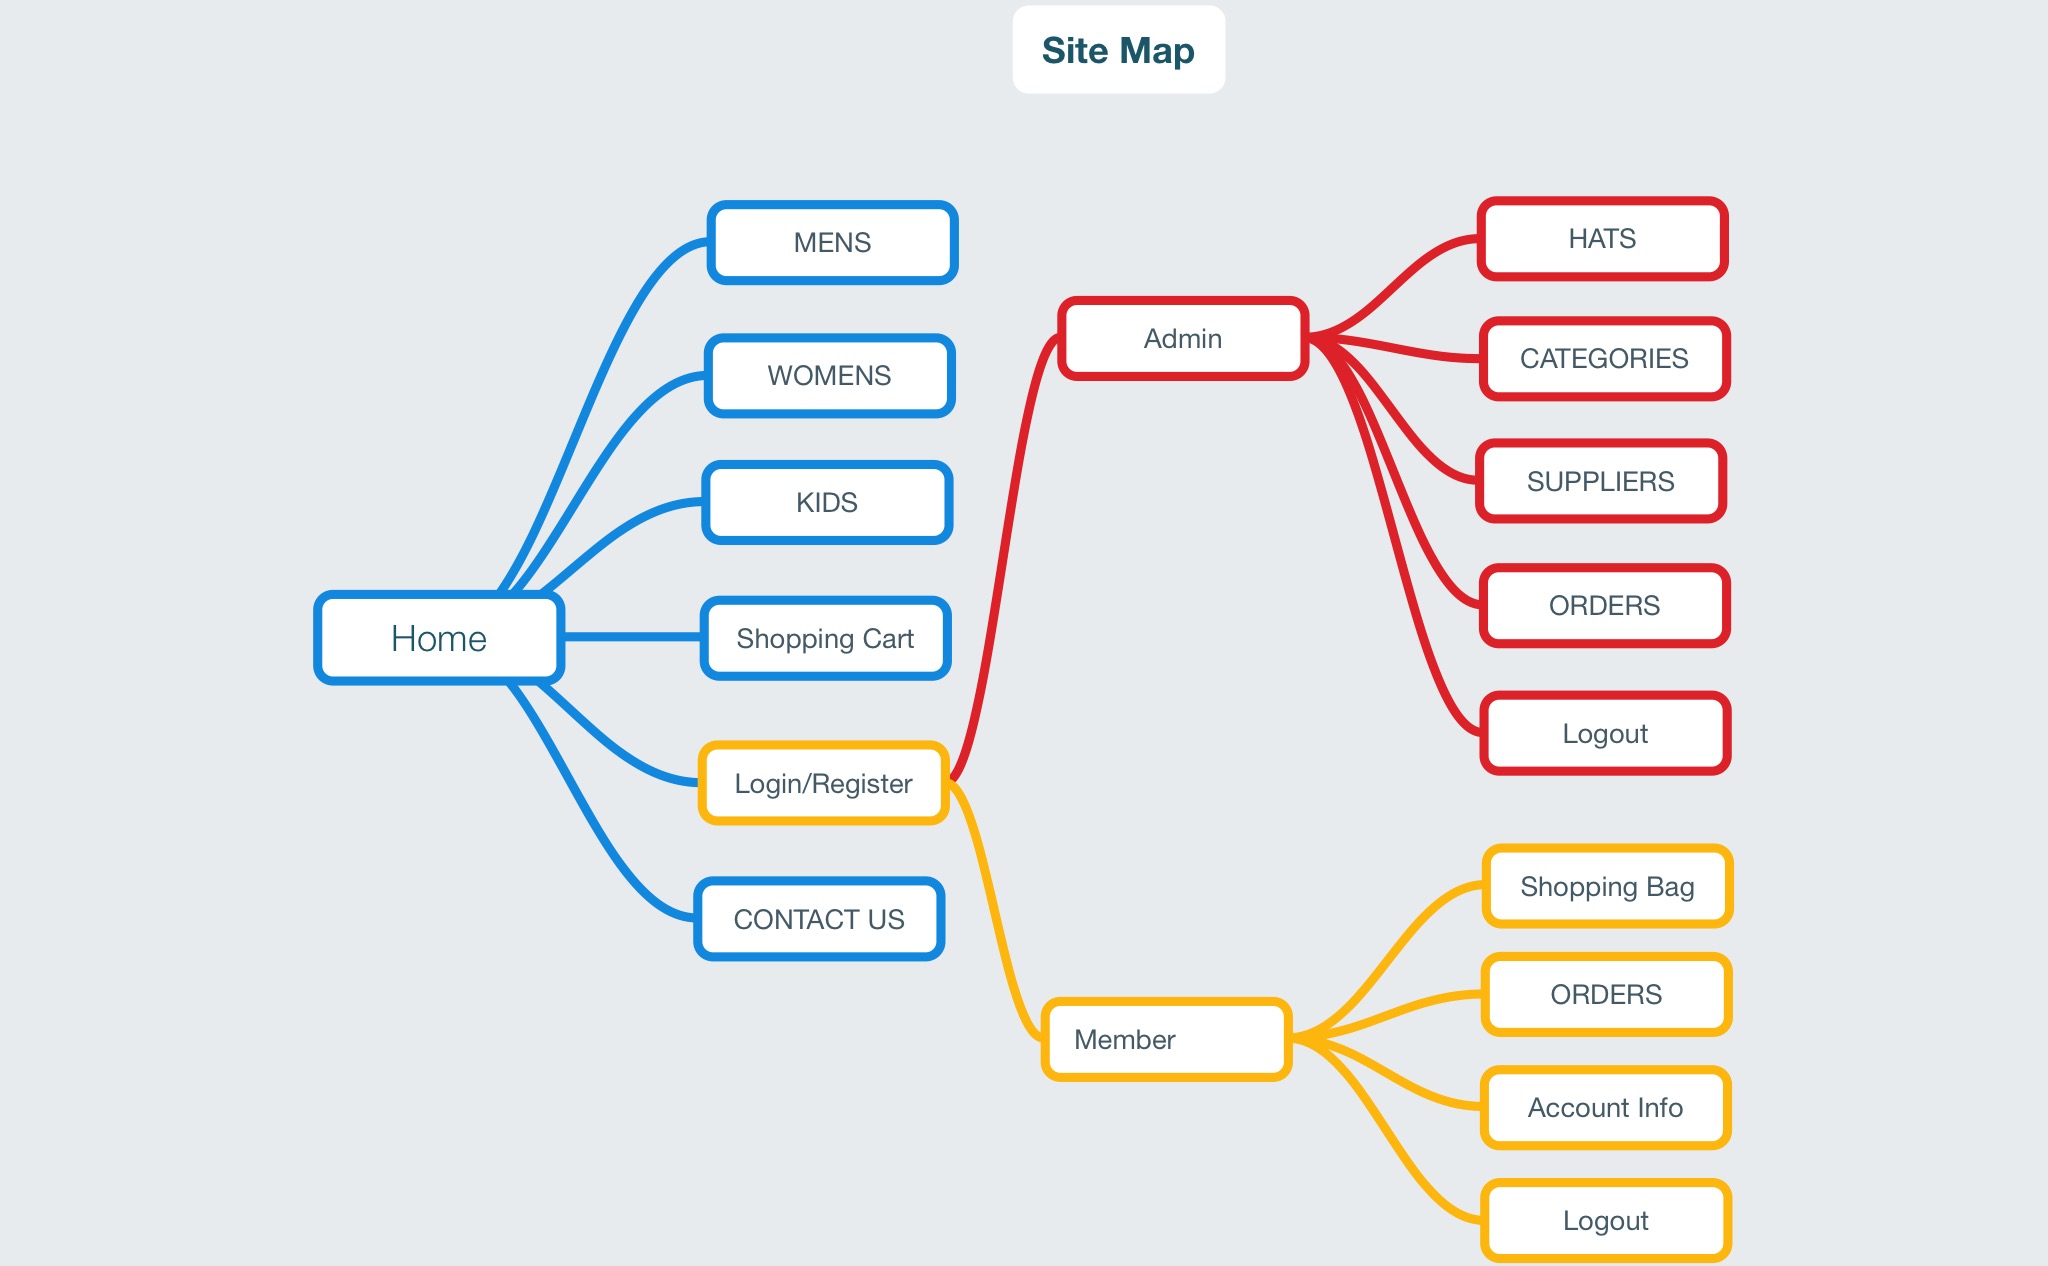 Site Map
Home
MENS
WOMENS
KIDS
Shopping Cart
Login/Register
CONTACT US
Admin
HATS
CATEGORIES
SUPPLIERS
ORDERS
Logout
Member
Shopping Bag
ORDERS
Account Info
Logout